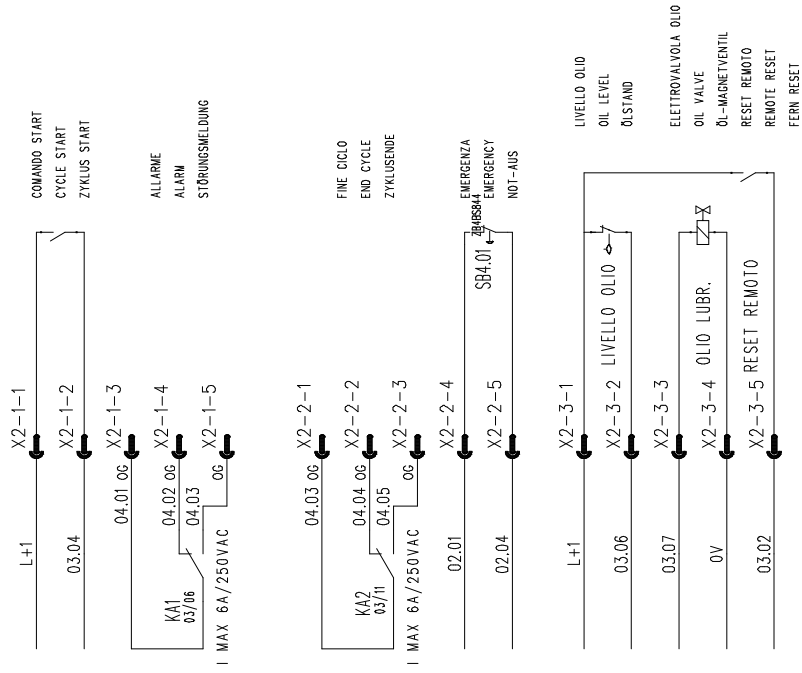 COMANDO START
CYCLE START
ZYKLUS START
ALLARME
ALARM
STÖRUNGSMELDUNG
FINE CICLO
END CYCLE
ZYKLUSENDE
EMERGENZA
EMERGENCY
NOT-AUS
LIVELLO OLIO
OIL LEVEL
ÖLSTAND
ELETTROVALVOLA OLIO
OIL VALVE
ÖL-MAGNETVENTIL
RESET REMOTO
REMOTE RESET
FERN RESET
ZB4BS844
SB4.01
LIVELLO OLIO
OLIO LUBR.
RESET REMOTO
X2-1-1
X2-1-2
X2-1-3
X2-1-4
X2-1-5
X2-2-1
X2-2-2
X2-2-3
X2-2-4
X2-2-5
X2-3-1
X2-3-2
X2-3-3
X2-3-4
X2-3-5
L+1
03.04
04.01 OG
04.02 OG
04.03 OG
KA1
03/06
I MAX 6A/250VAC
04.03 OG
04.04 OG
04.05 OG
KA2
03/11
I MAX 6A/250VAC
02.01
02.04
L+1
03.06
03.07
0V
03.02